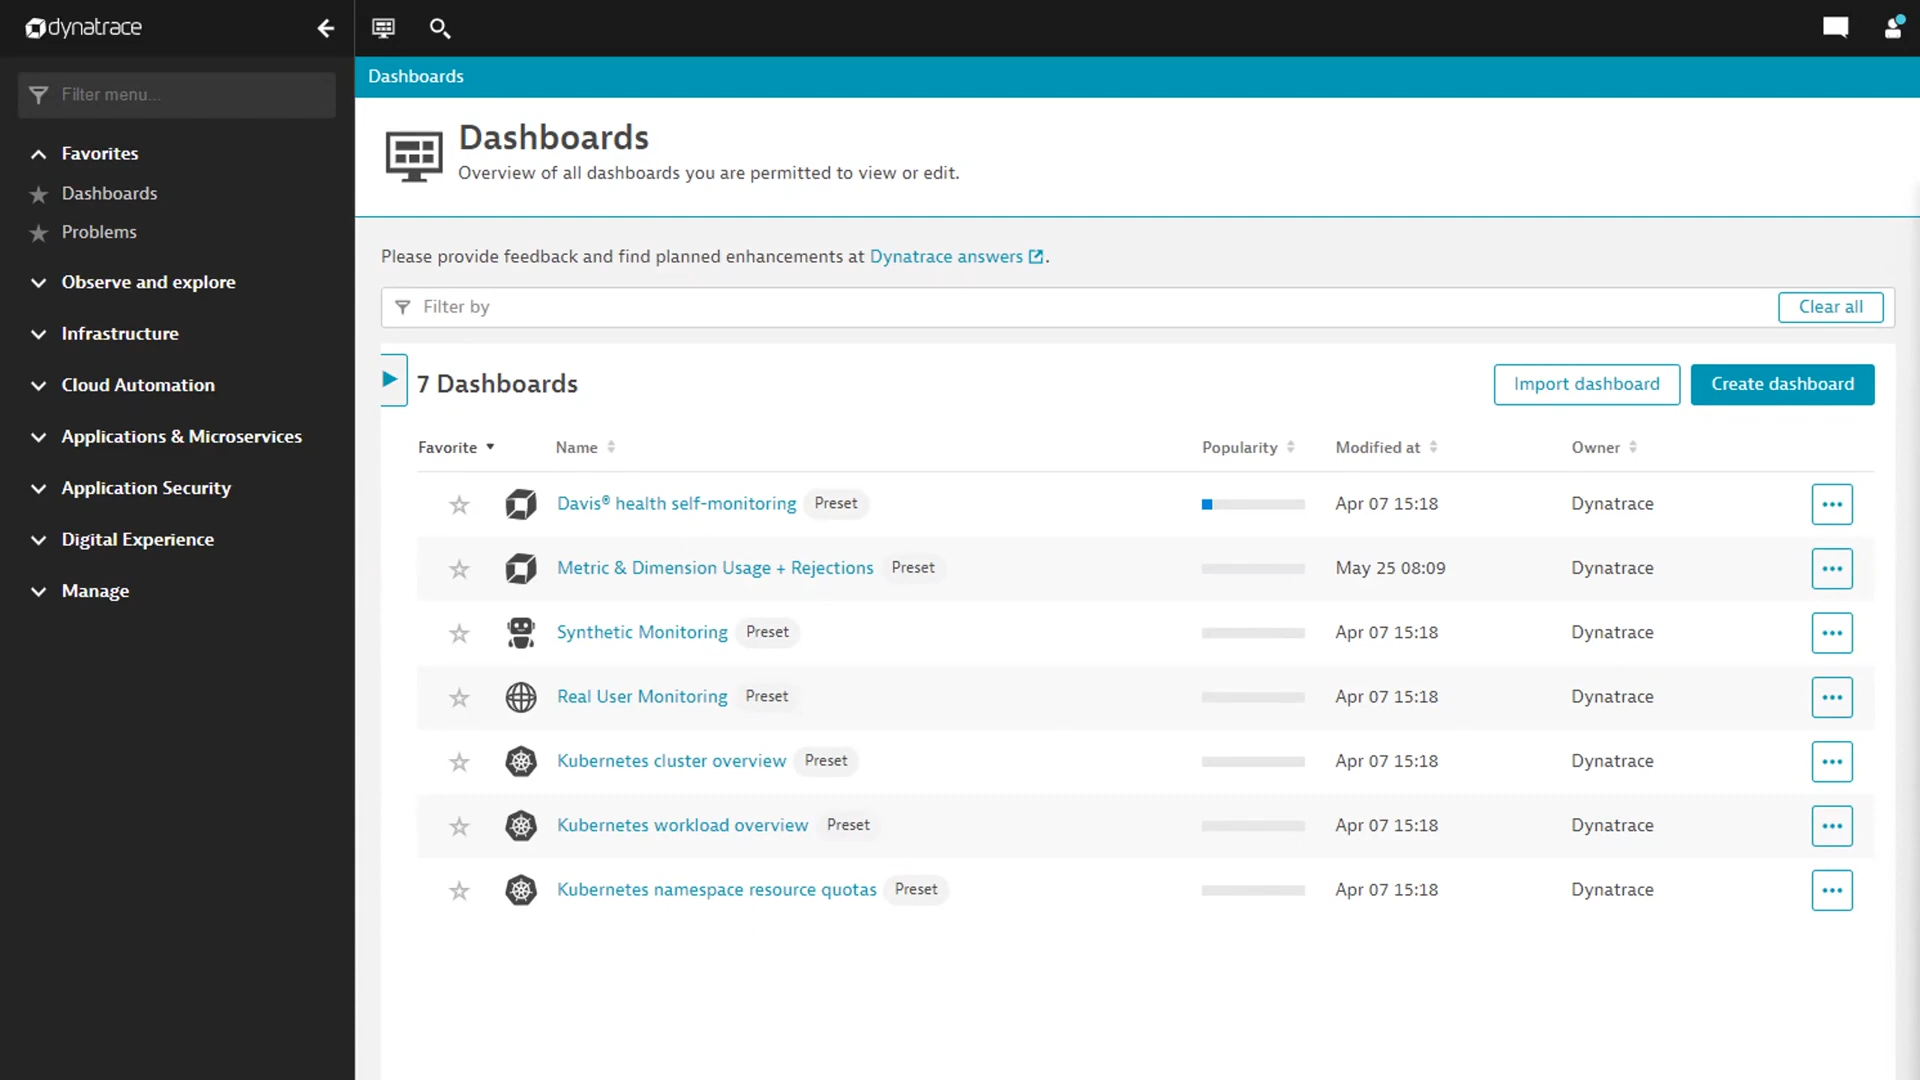 dynatrace
Filter menu...
Favorites
Dashboards
Problems
Observe and explore
Infrastructure
Cloud Automation
Applications & Microservices
Application Security
Digital Experience
Manage
Dashboards
Dashboards
Overview of all dashboards you are permitted to view or edit.
Please provide feedback and find planned enhancements at Dynatrace answers.
Filter by Clear all
7 Dashboards Import dashboard Create dashboard
Favorite Name Popularity Modified at Owner
Davis® health self-monitoring Preset Apr 07 15:18 Dynatrace
Metric & Dimension Usage + Rejections Preset May 25 08:09 Dynatrace
Synthetic Monitoring Preset Apr 07 15:18 Dynatrace
Real User Monitoring Preset Apr 07 15:18 Dynatrace
Kubernetes cluster overview Preset Apr 07 15:18 Dynatrace
Kubernetes workload overview Preset Apr 07 15:18 Dynatrace
Kubernetes namespace resource quotas Preset Apr 07 15:18 Dynatrace